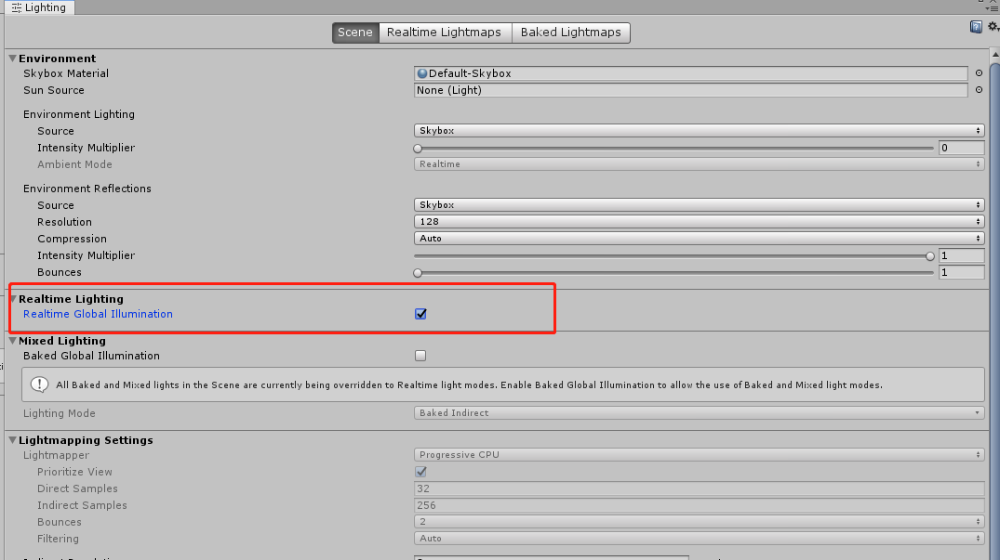 Lighting
Scene Realtime Lightmaps Baked Lightmaps
Environment
Skybox Material Default-Skybox
Sun Source None (Light)
Environment Lighting
Source Skybox
Intensity Multiplier 0
Ambient Mode Realtime
Environment Reflections
Source Skybox
Resolution 128
Compression Auto
Intensity Multiplier 1
Bounces 1
Realtime Lighting
Realtime Global Illumination
Mixed Lighting
Baked Global Illumination
All Baked and Mixed lights in the Scene are currently being overridden to Realtime light modes. Enable Baked Global Illumination to allow the use of Baked and Mixed light modes.
Lighting Mode Baked Indirect
Lightmapping Settings
Lightmapper Progressive CPU
Prioritize View
Direct Samples 32
Indirect Samples 256
Bounces 2
Filtering Auto